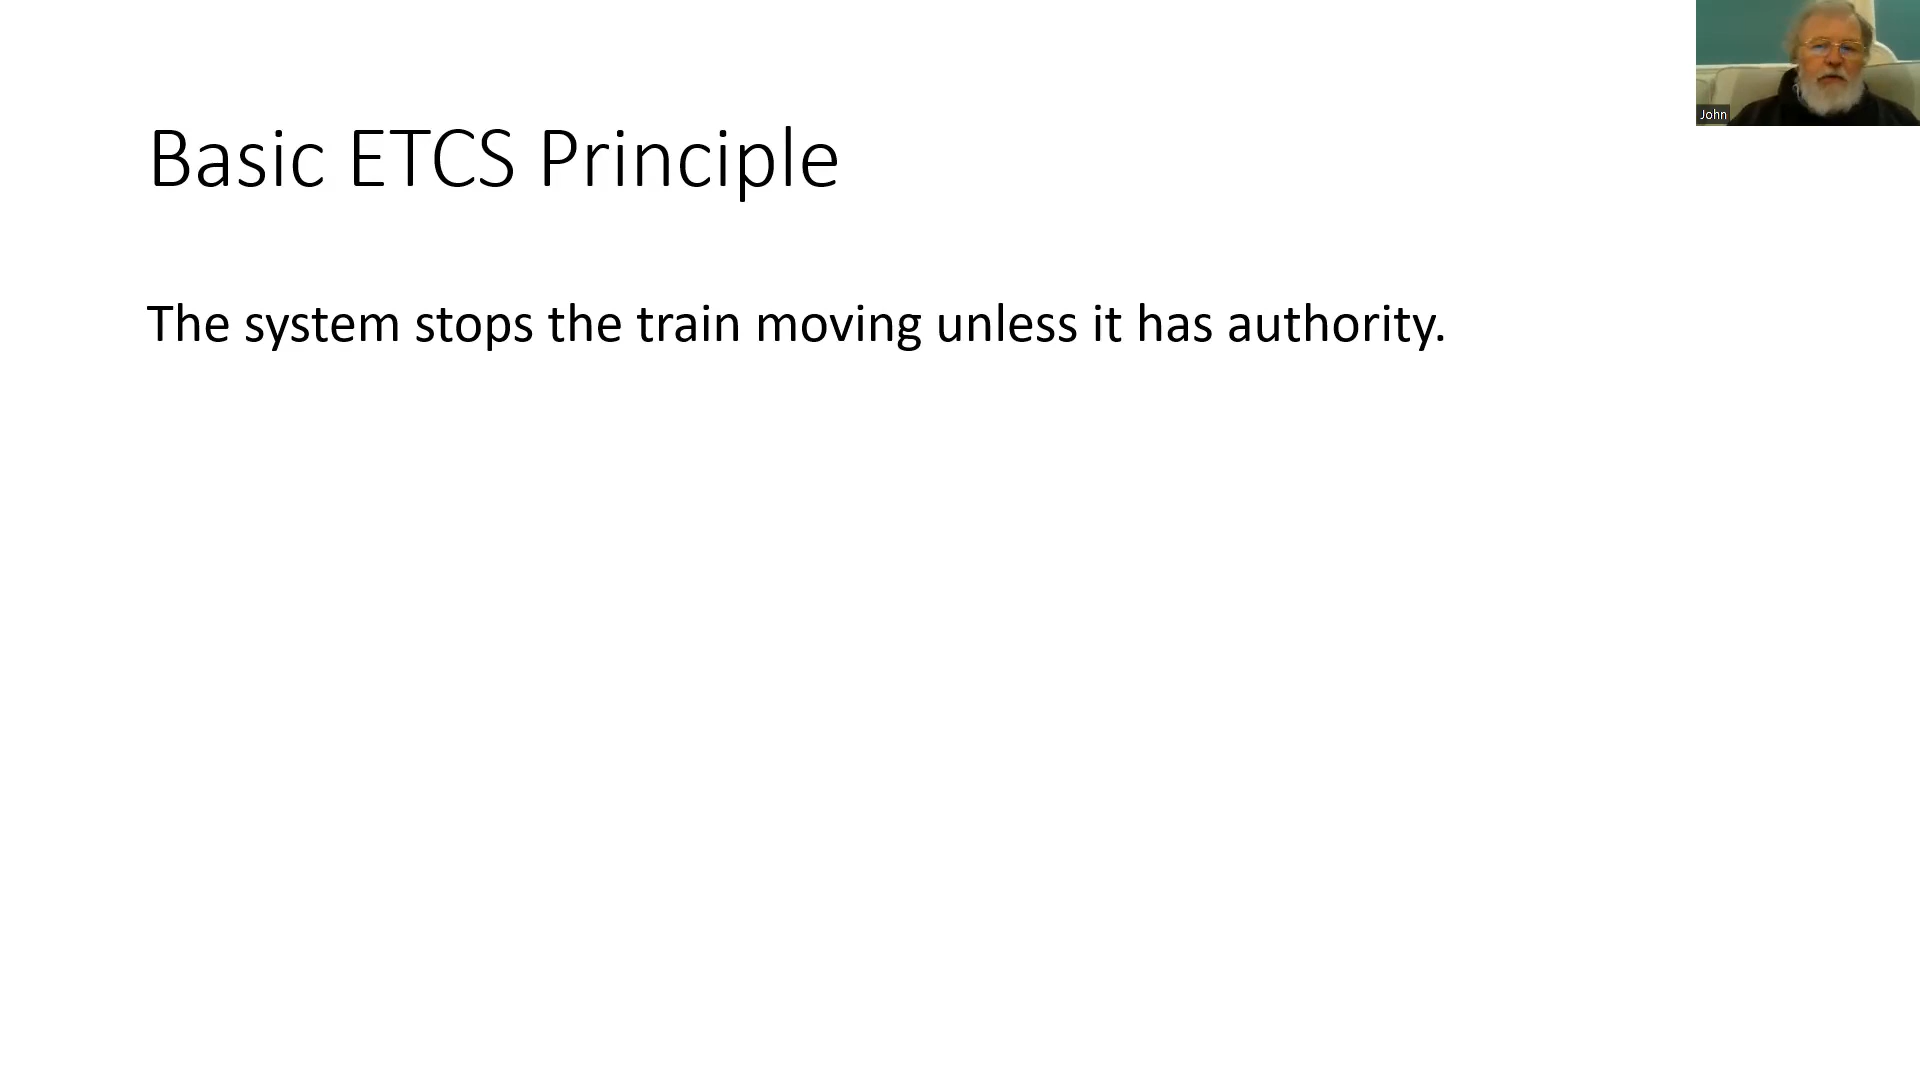 Basic ETCS Principle
The system stops the train moving unless it has authority.
John